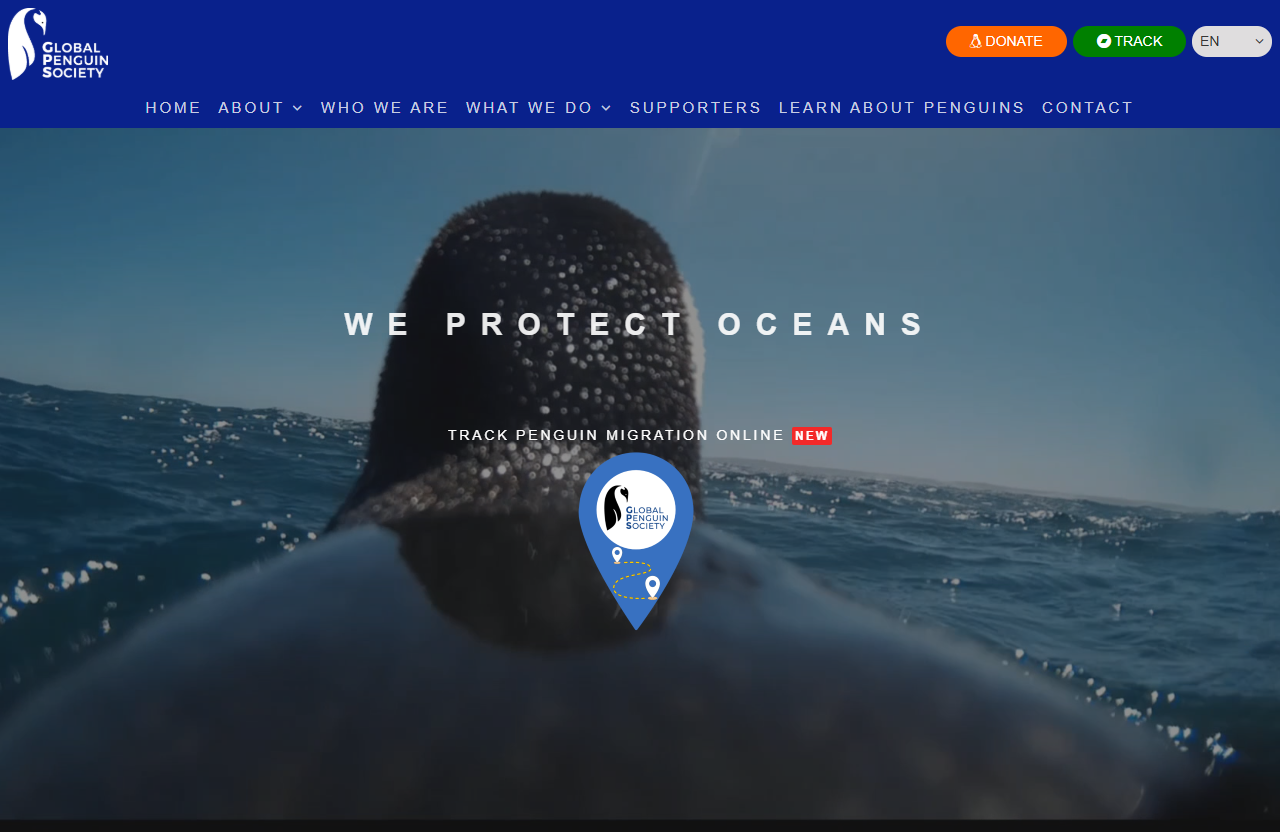 GLOBAL
PENGUIN
SOCIETY
DONATE
TRACK
EN
HOME ABOUT WHO WE ARE WHAT WE DO SUPPORTERS LEARN ABOUT PENGUINS CONTACT
WE PROTECT OCEANS
TRACK PENGUIN MIGRATION ONLINE NEW
GLOBAL
PENGUIN
SOCIETY